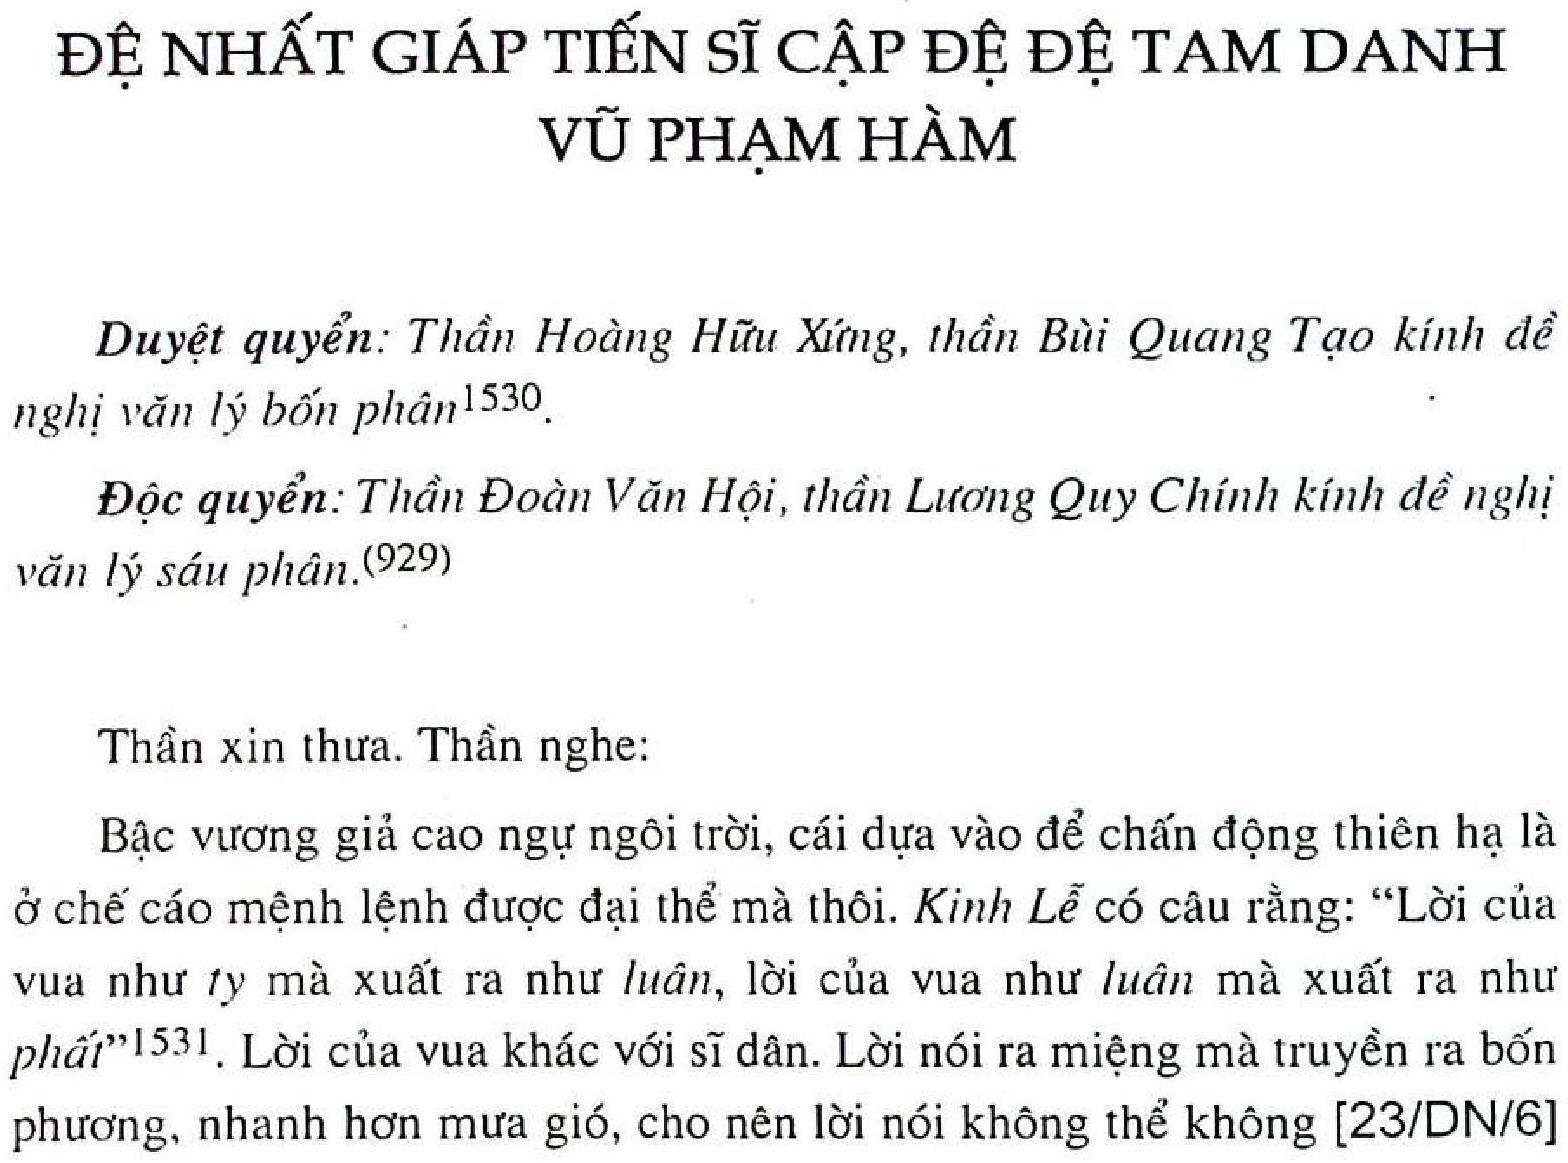 ĐỆ NHẤT GIÁP TIẾN SĨ CẬP ĐỆ ĐỆ TAM DANH
VŨ PHẠM HÀM
Duyệt quyển: Thần Hoàng Hữu Xứng, thần Bùi Quang Tạo kính đề
nghị văn lý bốn phân1530.
Độc quyển: Thần Đoàn Văn Hội, thần Lương Quy Chính kính đề nghị
văn lý sáu phân.(929)
Thần xin thưa. Thần nghe:
Bậc vương giả cao ngự ngôi trời, cái dựa vào để chấn động thiên hạ là
ở chế cáo mệnh lệnh được đại thể mà thôi. Kinh Lễ có câu rằng: “Lời của
vua như ty mà xuất ra như luân, lời của vua như luân mà xuất ra như
phất”1531. Lời của vua khác với sĩ dân. Lời nói ra miệng mà truyền ra bốn
phương, nhanh hơn mưa gió, cho nên lời nói không thể không [23/DN/6]